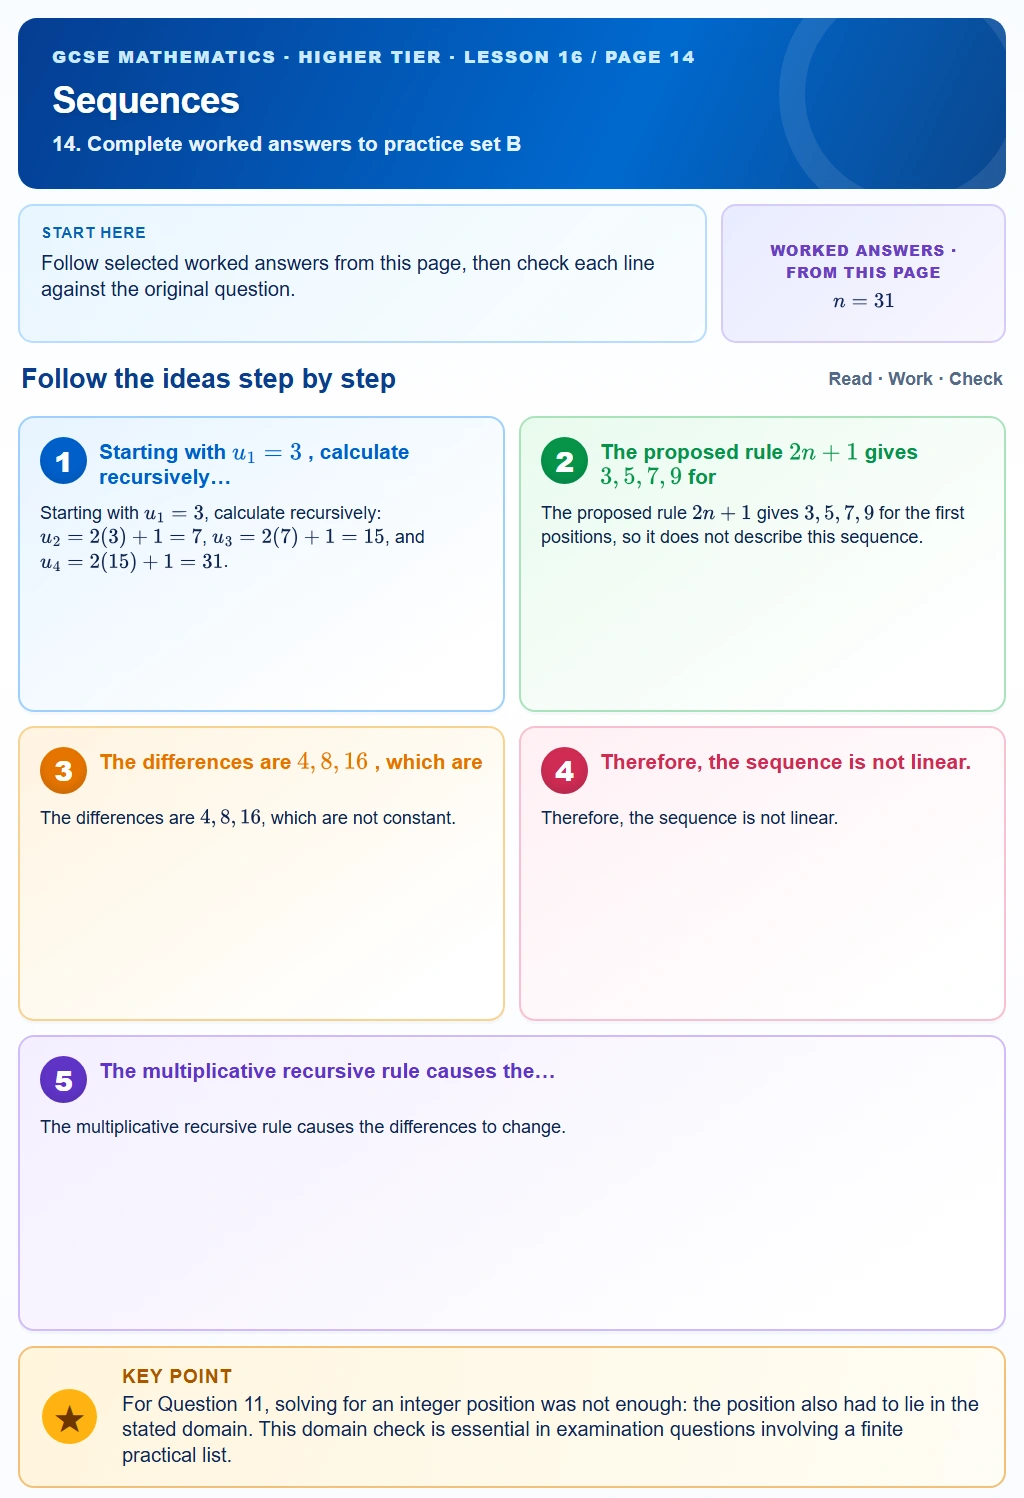 GCSE MATHEMATICS · HIGHER TIER · LESSON 16 / PAGE 14
Sequences
14. Complete worked answers to practice set B
START HERE
Follow selected worked answers from this page, then check each line
against the original question.
WORKED ANSWERS ·
FROM THIS PAGE
n = 31
Follow the ideas step by step
Read · Work · Check
1
Starting with u₁ = 3 , calculate
recursively…
Starting with u₁ = 3, calculate recursively:
u₂ = 2(3) + 1 = 7, u₃ = 2(7) + 1 = 15, and
u₄ = 2(15) + 1 = 31.
2
The proposed rule 2n + 1 gives
3, 5, 7, 9 for
The proposed rule 2n + 1 gives 3, 5, 7, 9 for the first
positions, so it does not describe this sequence.
3
The differences are 4, 8, 16 , which are
The differences are 4, 8, 16, which are not constant.
4
Therefore, the sequence is not linear.
Therefore, the sequence is not linear.
5
The multiplicative recursive rule causes the…
The multiplicative recursive rule causes the differences to change.
KEY POINT
For Question 11, solving for an integer position was not enough: the position also had to lie in the
stated domain. This domain check is essential in examination questions involving a finite
practical list.